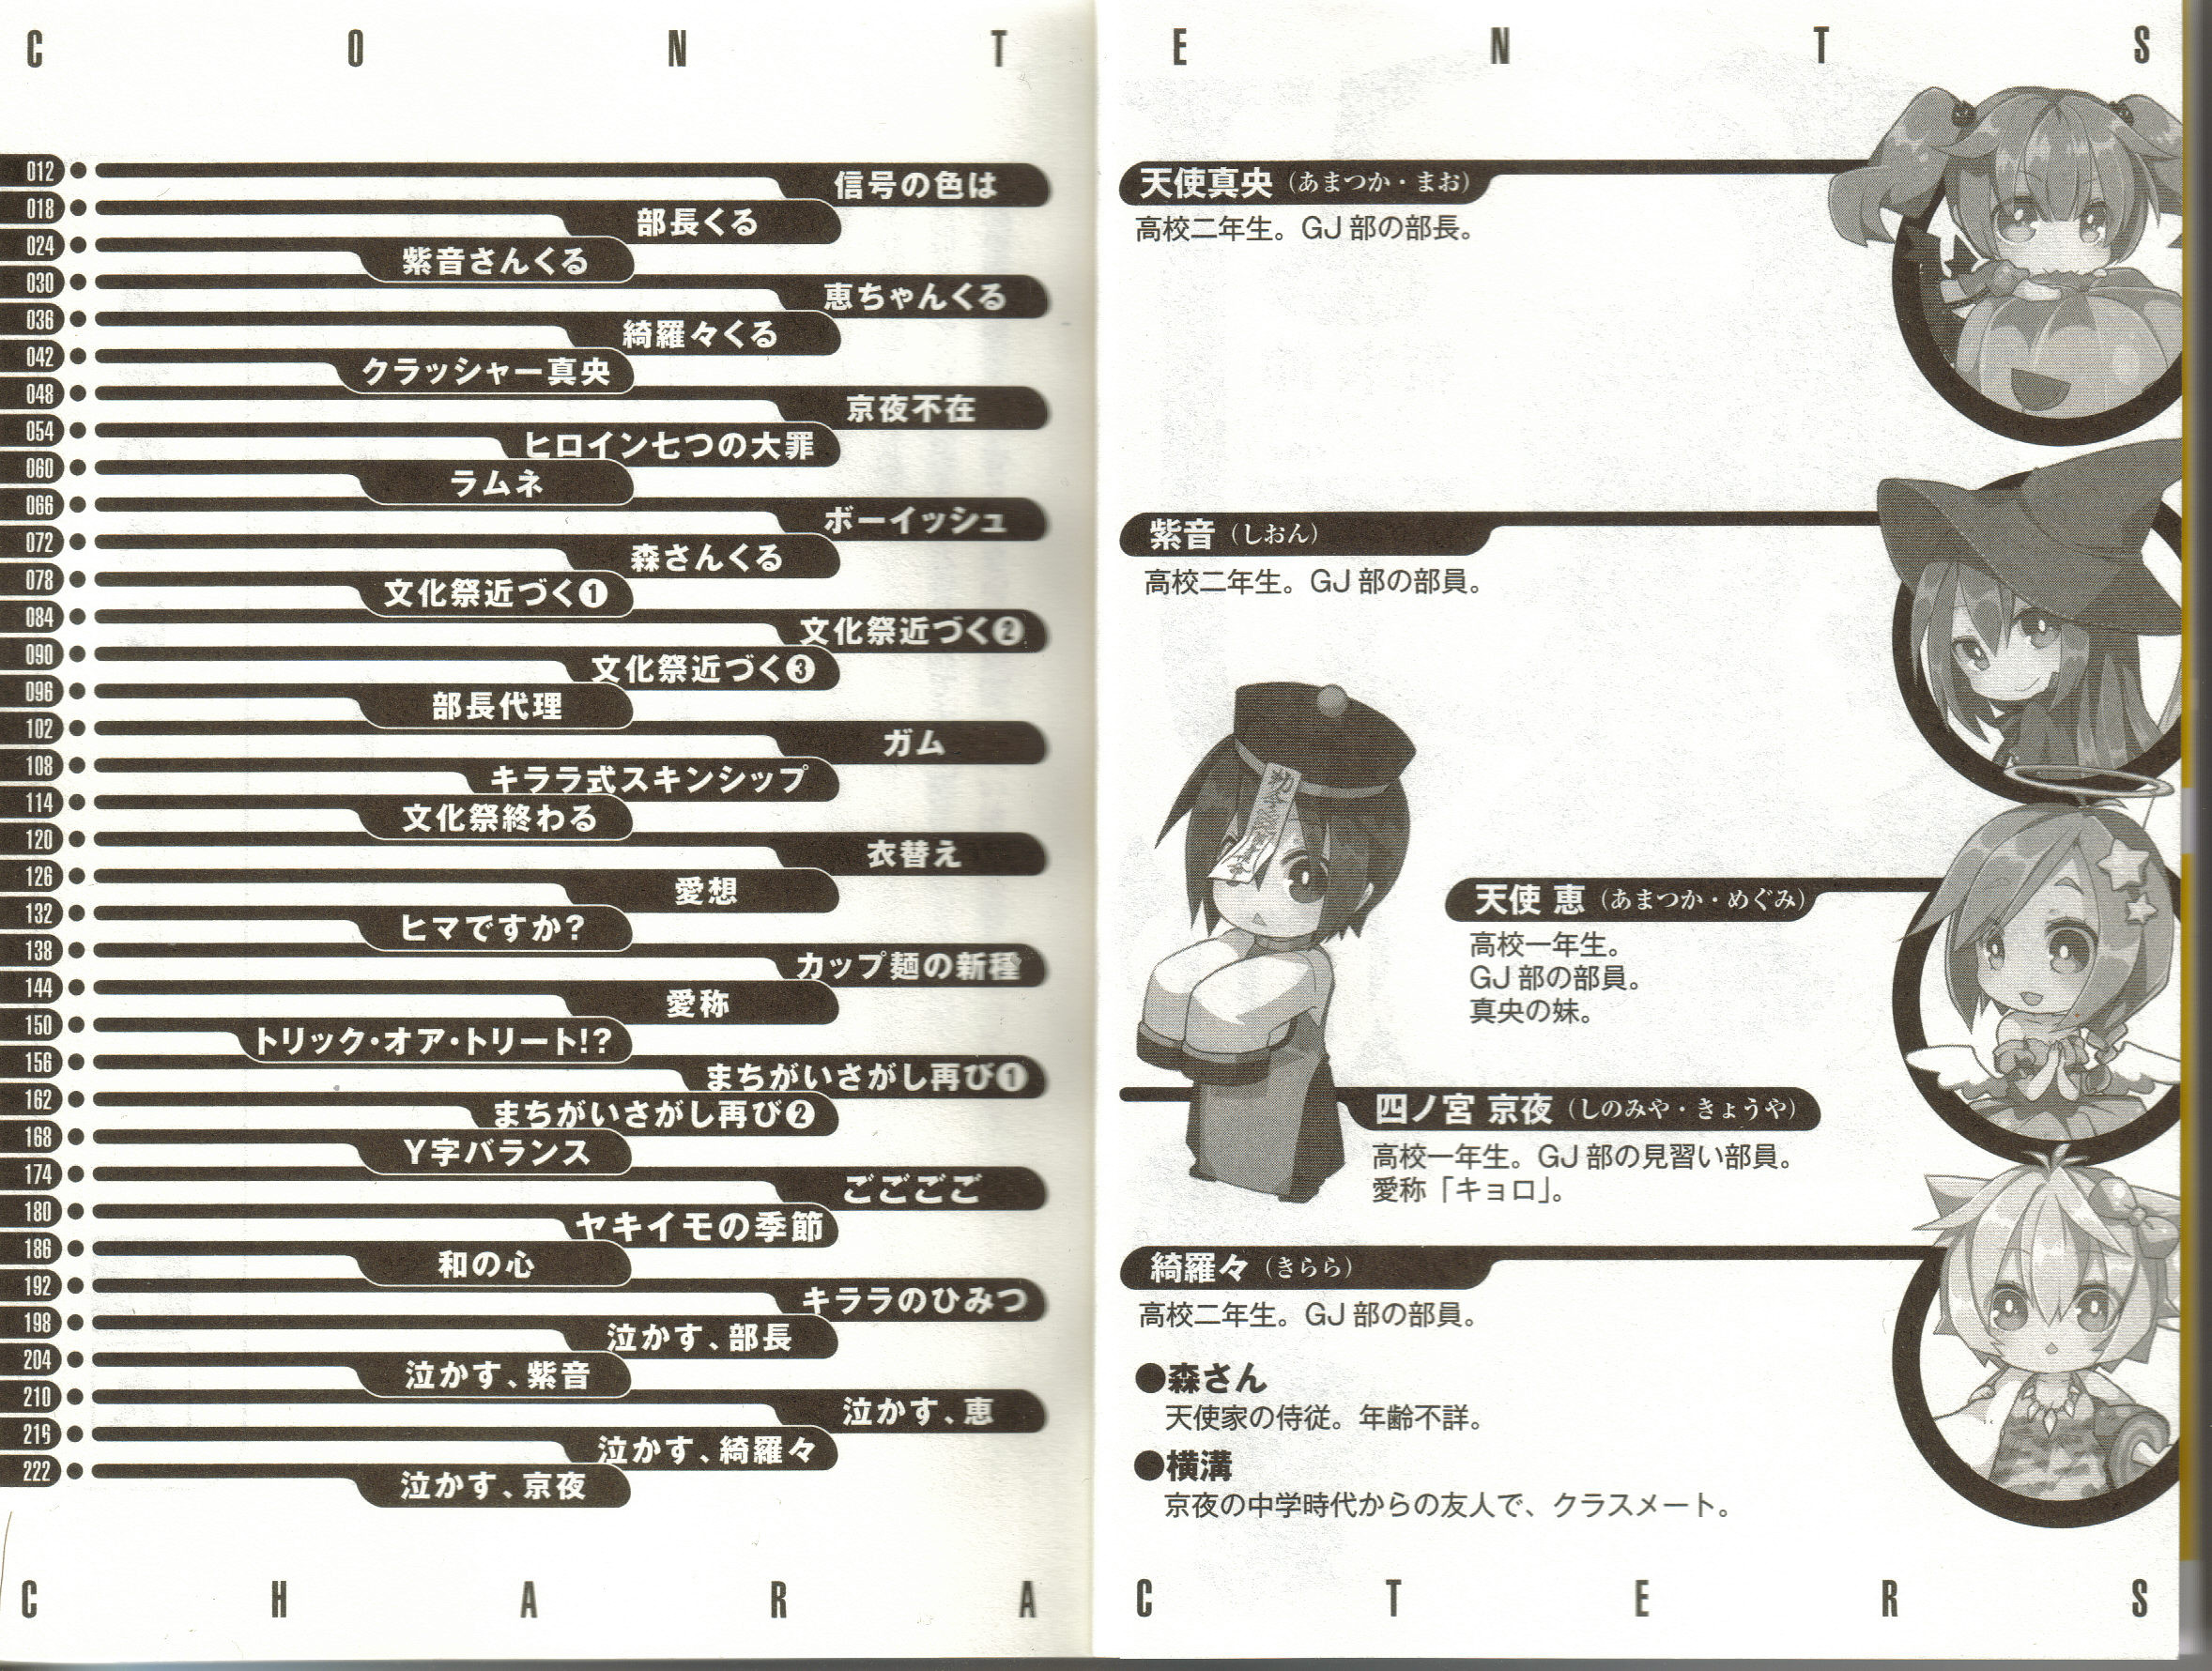 C O N T E N T S
012 信号の色は
018 部長くる
024 紫音さんくる
030 恵ちゃんくる
036 綺羅々くる
042 クラッシャー真央
048 京夜不在
054 ヒロイン七つの大罪
060 ラムネ
066 ボーイッシュ
072 森さんくる
078 文化祭近づく❶
084 文化祭近づく❷
090 文化祭近づく❸
096 部長代理
102 ガム
108 キララ式スキンシップ
114 文化祭終わる
120 衣替え
126 愛想
132 ヒマですか?
138 カップ麺の新種
144 愛称
150 トリック・オア・トリート!?
156 まちがいさがし再び❶
162 まちがいさがし再び❷
168 Y字バランス
174 ごごごご
180 ヤキイモの季節
186 和の心
192 キララのひみつ
198 泣かす、部長
204 泣かす、紫音
210 泣かす、恵
216 泣かす、綺羅々
222 泣かす、京夜
天使真央（あまつか・まお）
高校二年生。GJ部の部長。
紫音（しおん）
高校二年生。GJ部の部員。
天使 恵（あまつか・めぐみ）
高校一年生。
GJ部の部員。
真央の妹。
四ノ宮 京夜（しのみや・きょうや）
高校一年生。GJ部の見習い部員。
愛称「キョロ」。
綺羅々（きらら）
高校二年生。GJ部の部員。
●森さん
天使家の侍従。年齢不詳。
●横溝
京夜の中学時代からの友人で、クラスメート。
C H A R A C T E R S